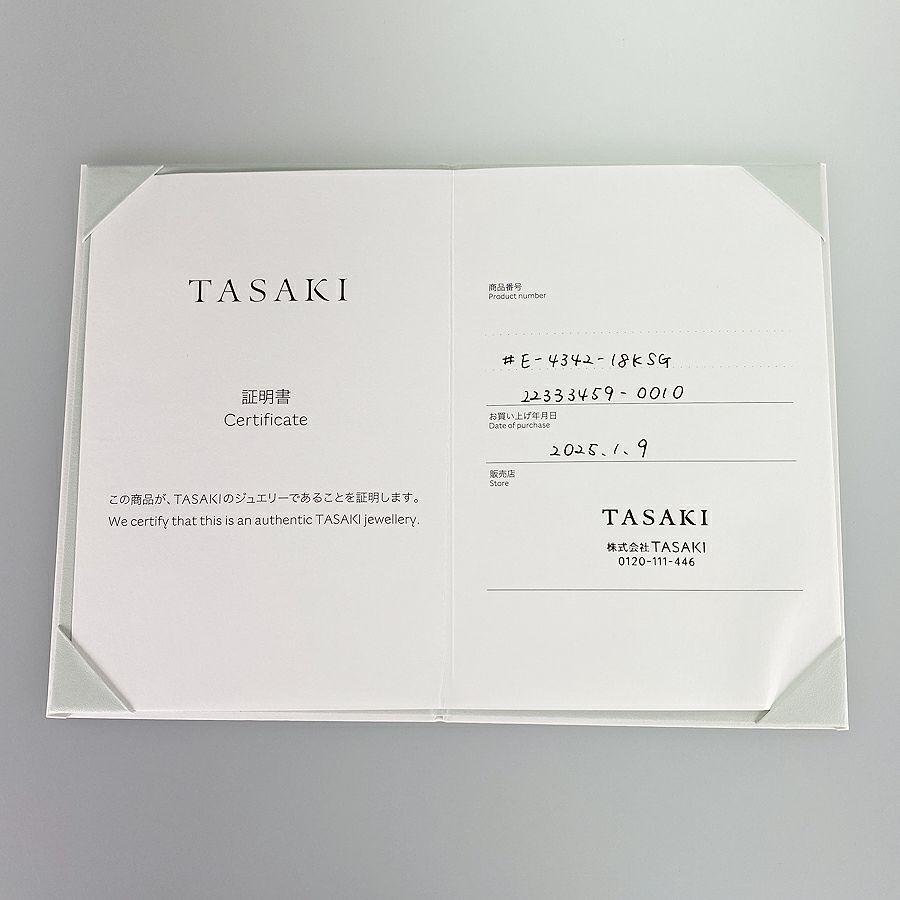 TASAKI
証明書
Certificate
この商品が、TASAKIのジュエリーであることを証明します。
We certify that this is an authentic TASAKI jewellery.
商品番号
Product number
#E-4342-18KSG
22333459-0010
お買い上げ年月日
Date of purchase
2025.1.9
販売店
Store
TASAKI
株式会社TASAKI
0120-111-446